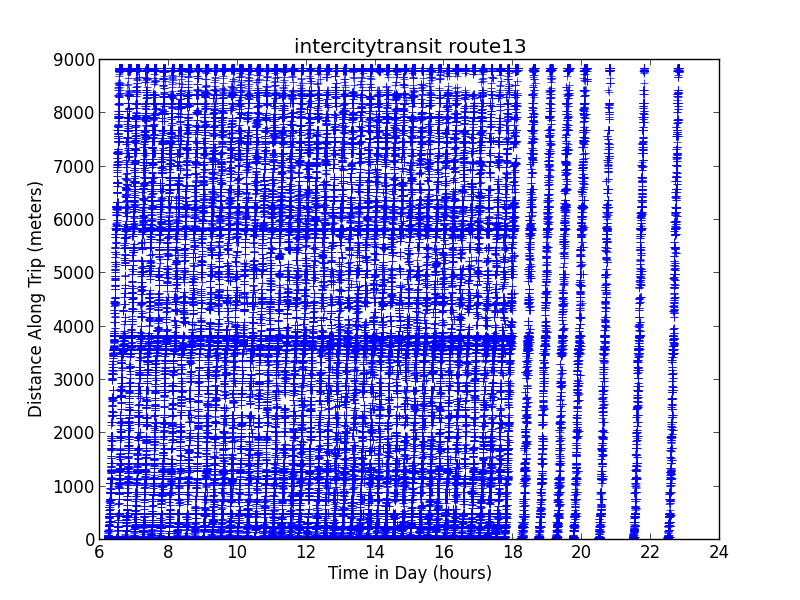 intercitytransit route13
9000
8000
7000
6000
5000
4000
3000
2000
1000
0
Distance Along Trip (meters)
6 8 10 12 14 16 18 20 22 24
Time in Day (hours)